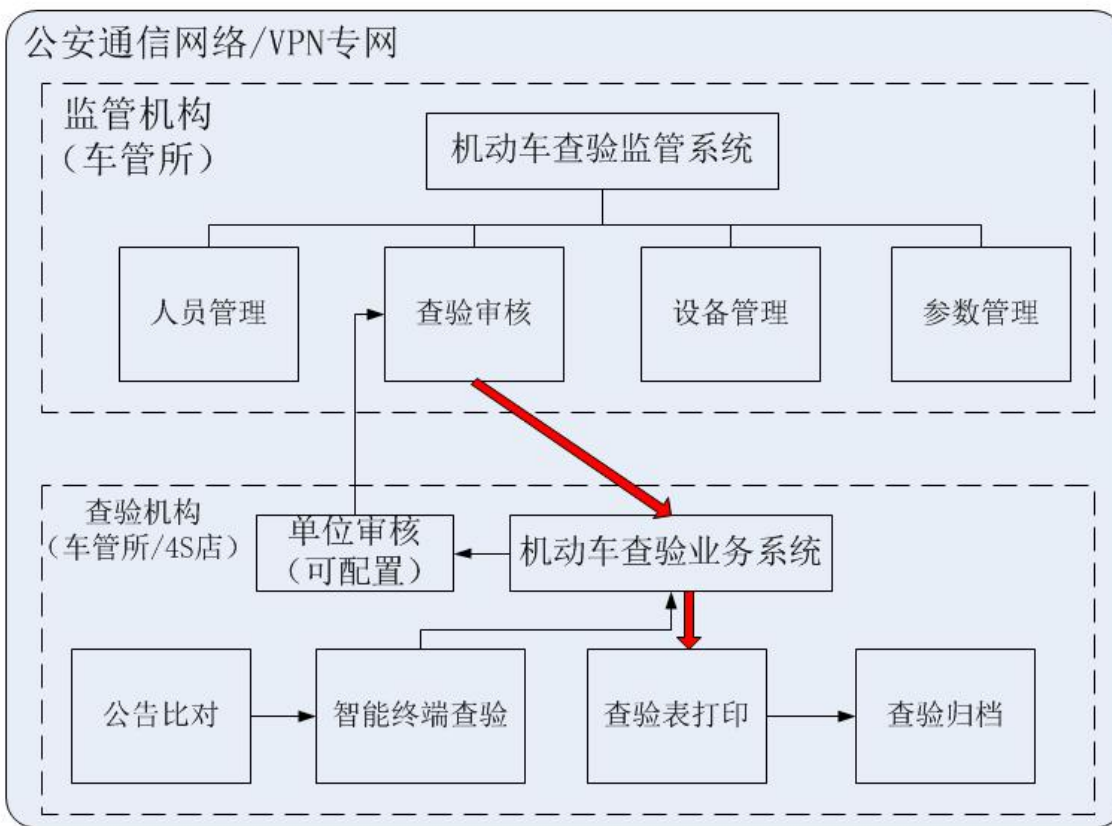 公安通信网络/VPN专网
监管机构
（车管所）
机动车查验监管系统
人员管理
查验审核
设备管理
参数管理
查验机构
（车管所/4S店）
单位审核
（可配置）
机动车查验业务系统
公告比对
智能终端查验
查验表打印
查验归档